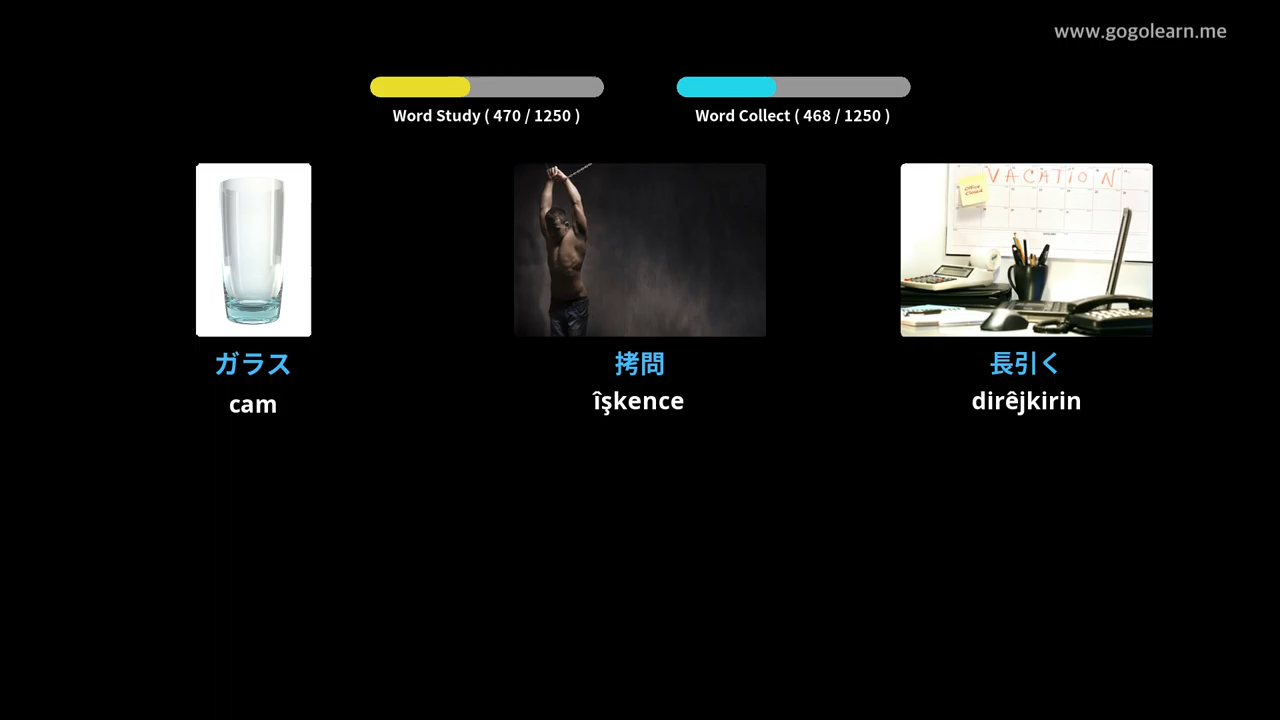 www.gogolearn.me
Word Study ( 470 / 1250 )
Word Collect ( 468 / 1250 )
VACATION
ガラス
拷問
長引く
cam
îşkence
dirêjkirin